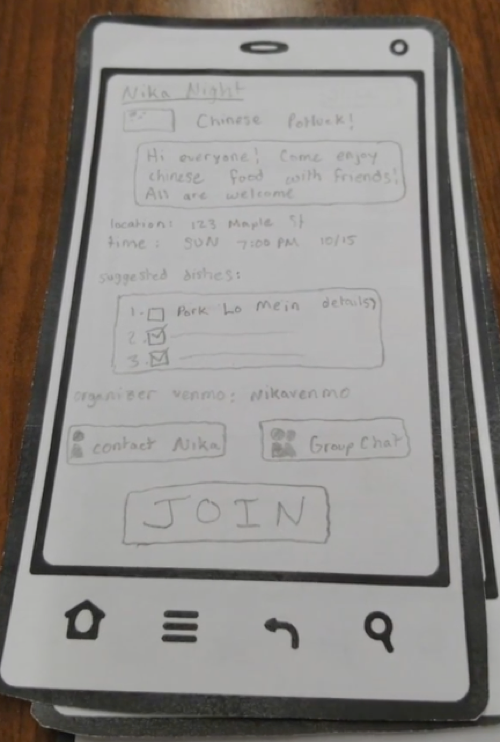 Nika Night
Chinese Potluck!
Hi everyone! Come enjoy
chinese food with friends!
All are welcome
location: 123 Maple St
time: SUN 7:00 PM 10/15
suggested dishes:
1. Pork Lo Mein details>
2.
3.
organizer venmo: Nikavenmo
contact Nika
Group Chat
JOIN